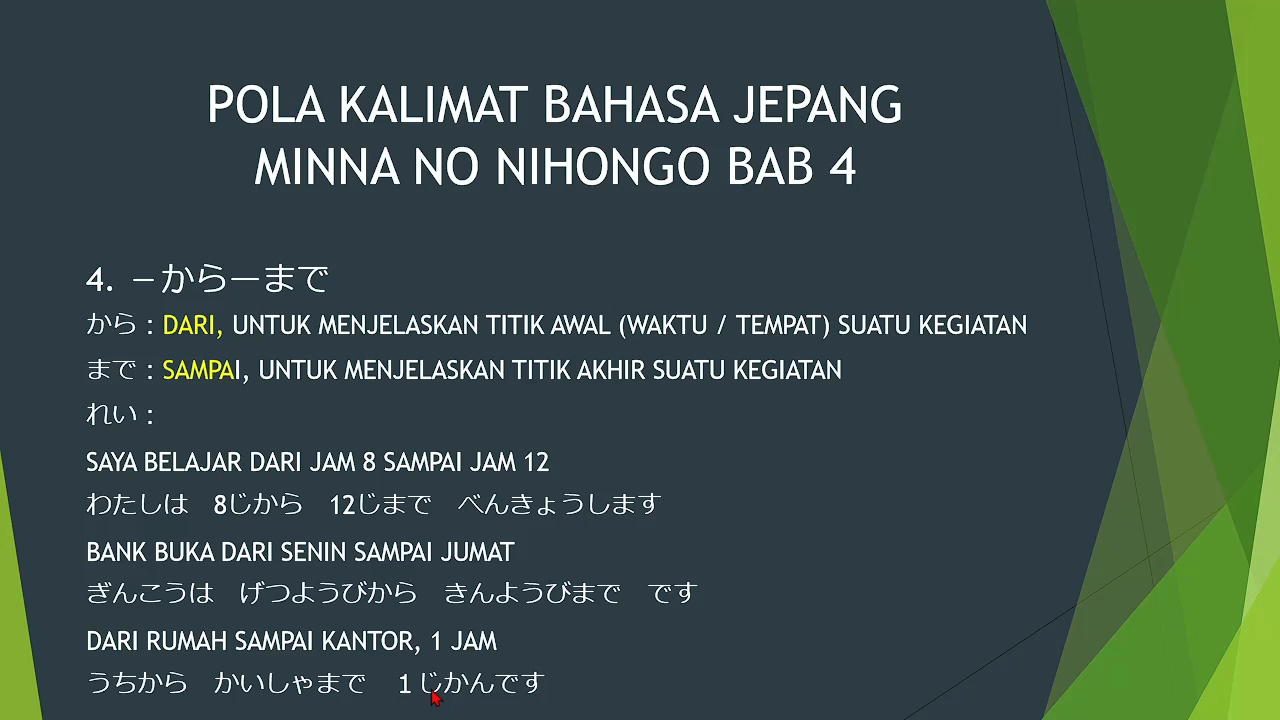 POLA KALIMAT BAHASA JEPANG
MINNA NO NIHONGO BAB 4
4. －からーまで
から : DARI, UNTUK MENJELASKAN TITIK AWAL (WAKTU / TEMPAT) SUATU KEGIATAN
まで : SAMPAI, UNTUK MENJELASKAN TITIK AKHIR SUATU KEGIATAN
れい :
SAYA BELAJAR DARI JAM 8 SAMPAI JAM 12
わたしは　8じから　12じまで　べんきょうします
BANK BUKA DARI SENIN SAMPAI JUMAT
ぎんこうは　げつようびから　きんようびまで　です
DARI RUMAH SAMPAI KANTOR, 1 JAM
うちから　かいしゃまで　１じかんです